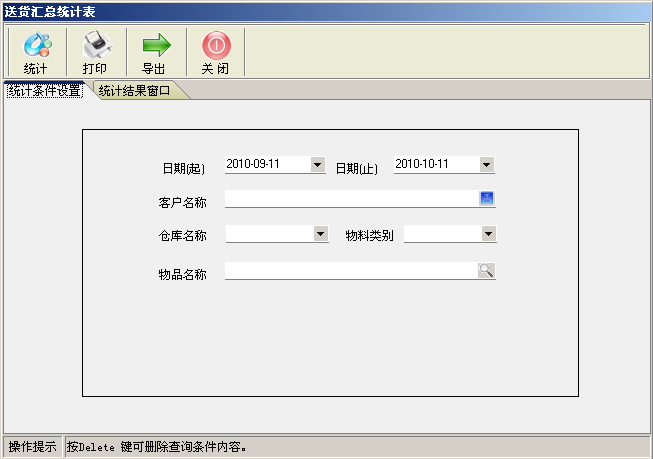 送货汇总统计表
统计 打印 导出 关 闭
统计条件设置 统计结果窗口
日期(起) 2010-09-11 日期(止) 2010-10-11
客户名称
仓库名称 物料类别
物品名称
操作提示 按Delete 键可删除查询条件内容。